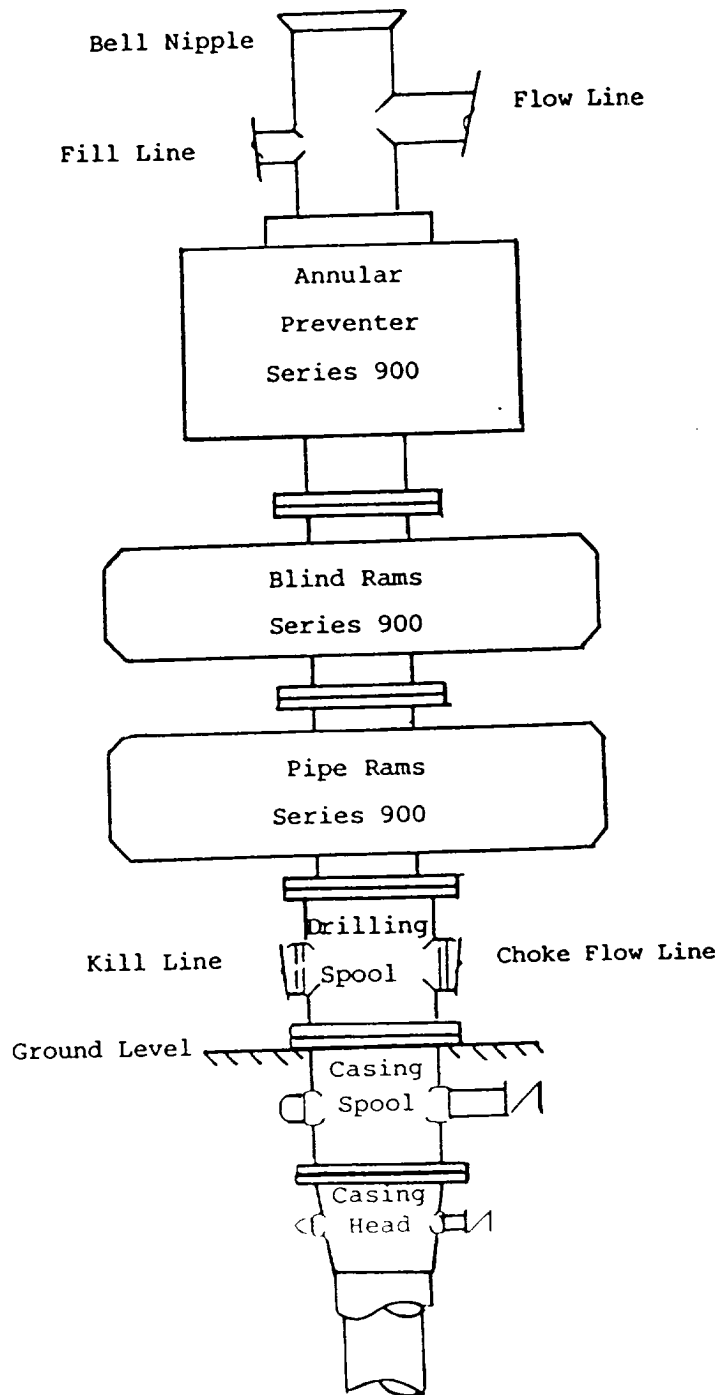 Bell Nipple
Flow Line
Fill Line
Annular
Preventer
Series 900
Blind Rams
Series 900
Pipe Rams
Series 900
Drilling
Kill Line
Spool
Choke Flow Line
Ground Level
Casing
Spool
Casing
Head